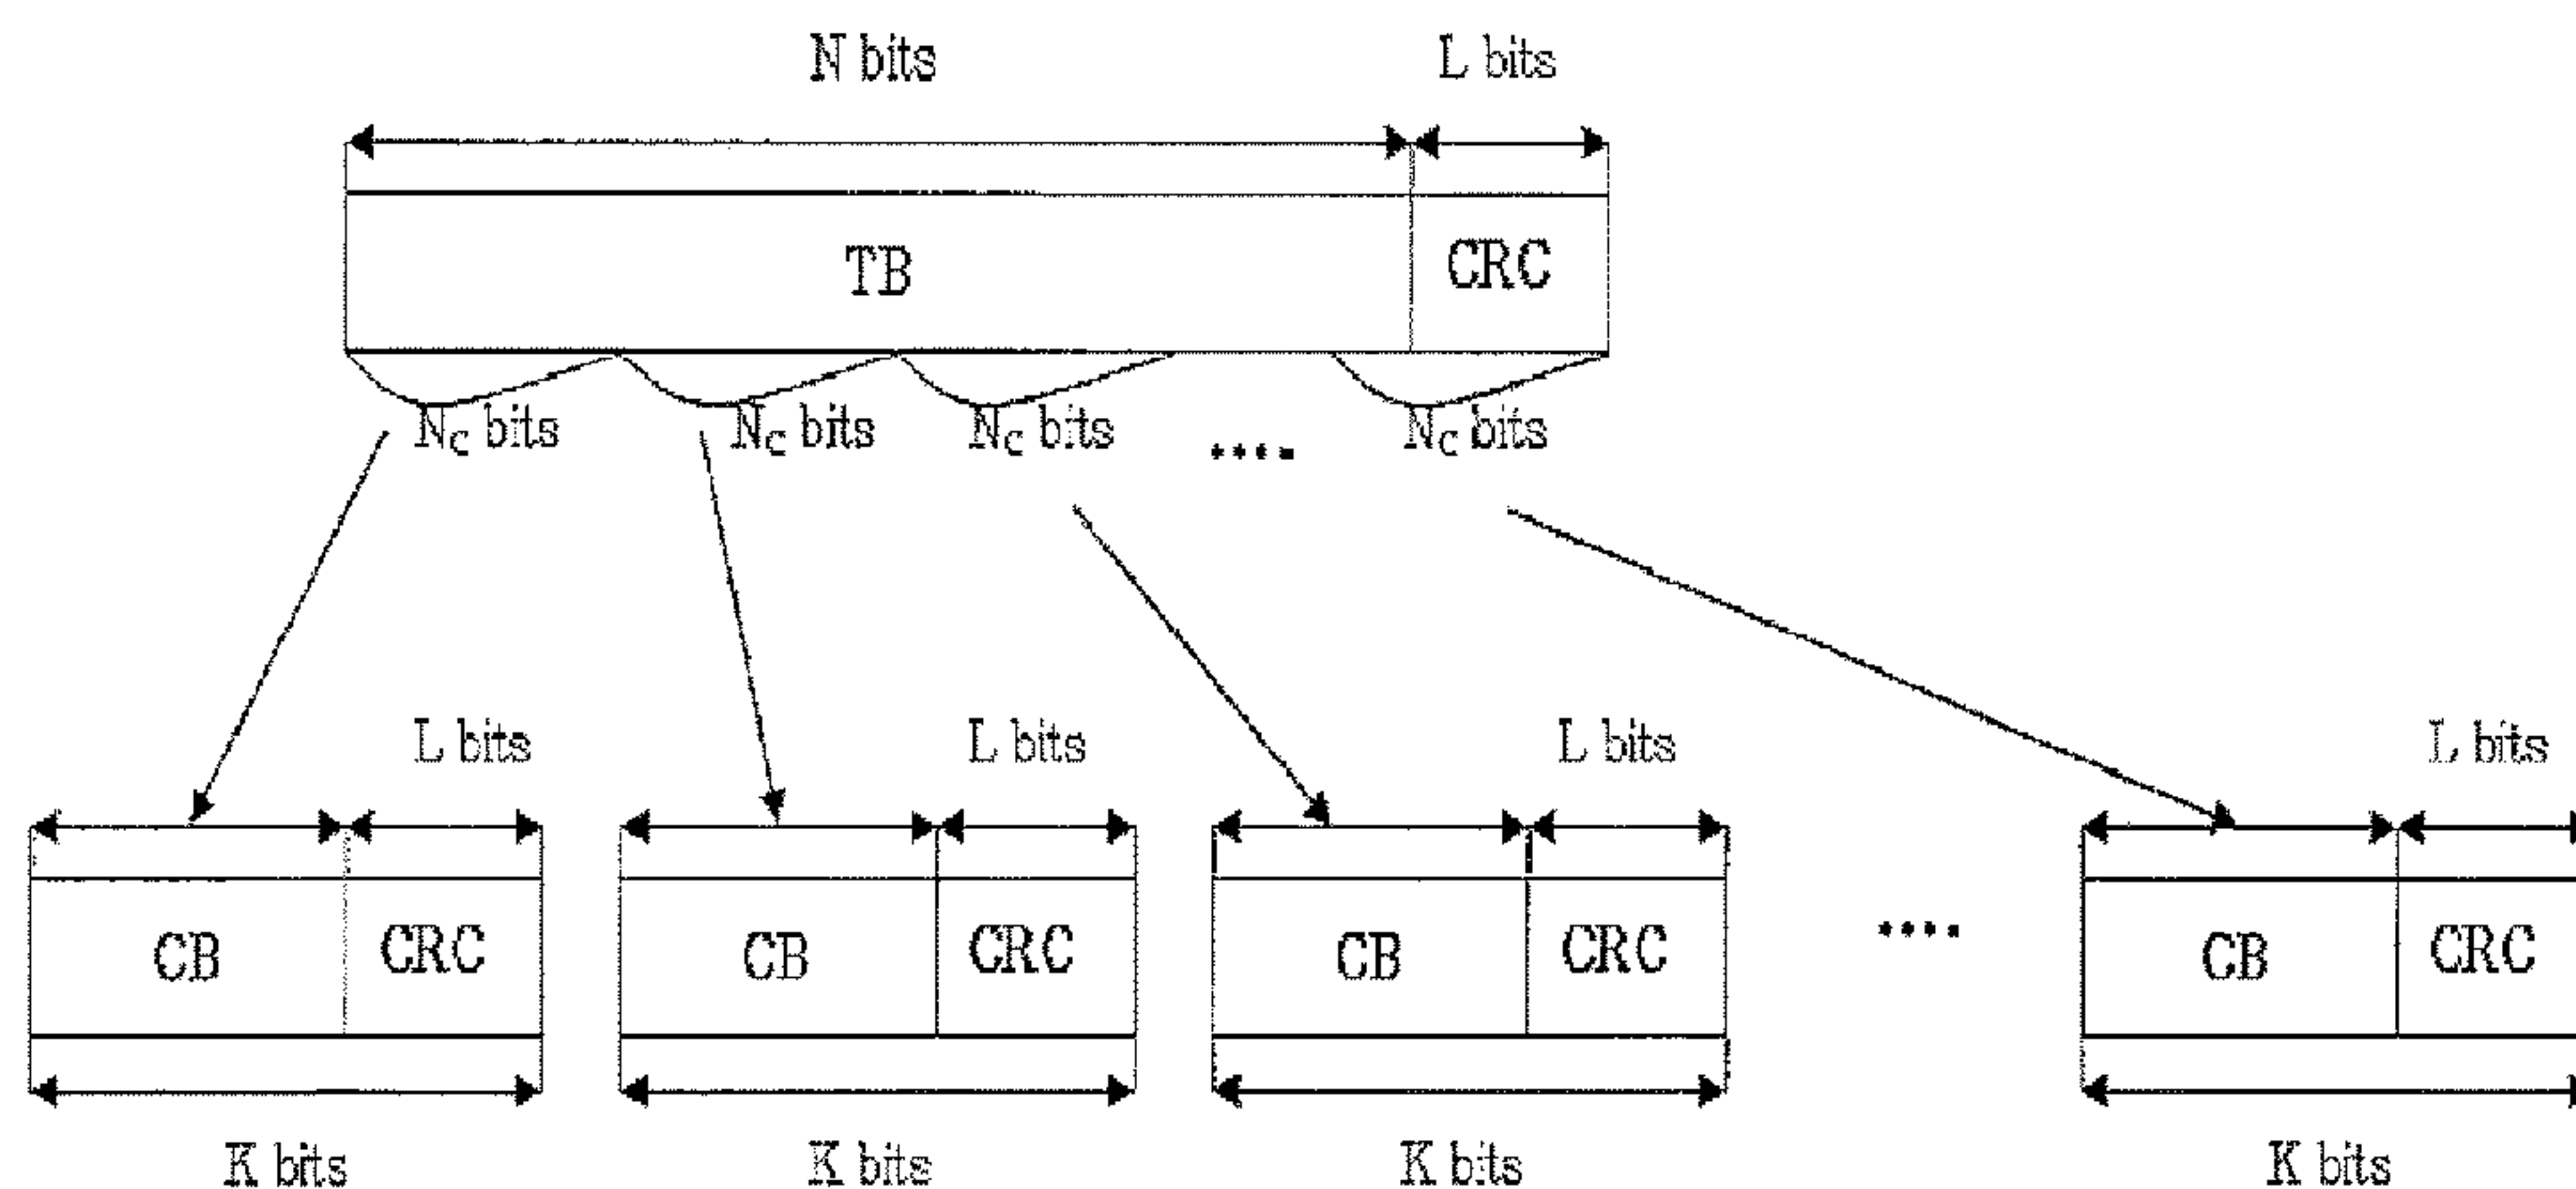 N bits L bits
TB CRC
N_C bits N_C bits N_C bits .... N_C bits
L bits L bits L bits L bits
CB CRC CB CRC CB CRC .... CB CRC
K bits K bits K bits K bits